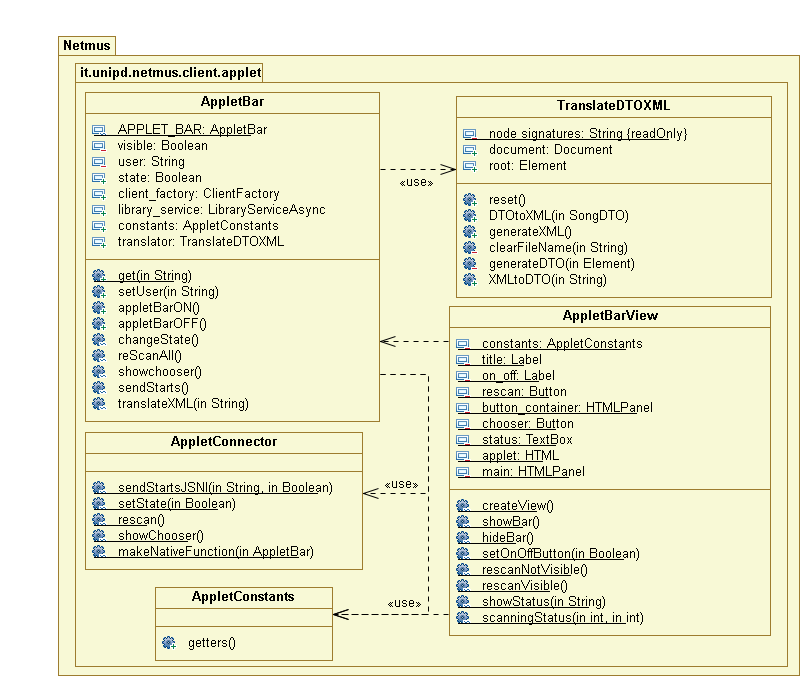 Netmus
it.unipd.netmus.client.applet
AppletBar
APPLET_BAR: AppletBar
visible: Boolean
user: String
state: Boolean
client_factory: ClientFactory
library_service: LibraryServiceAsync
constants: AppletConstants
translator: TranslateDTOXML
get(in String)
setUser(in String)
appletBarON()
appletBarOFF()
changeState()
reScanAll()
showchooser()
sendStarts()
translateXML(in String)
«use»
TranslateDTOXML
node_signatures: String {readOnly}
document: Document
root: Element
reset()
DTOtoXML(in SongDTO)
generateXML()
clearFileName(in String)
generateDTO(in Element)
XMLtoDTO(in String)
AppletBarView
constants: AppletConstants
title: Label
on_off: Label
rescan: Button
button_container: HTMLPanel
chooser: Button
status: TextBox
applet: HTML
main: HTMLPanel
createView()
showBar()
hideBar()
setOnOffButton(in Boolean)
rescanNotVisible()
rescanVisible()
showStatus(in String)
scanningStatus(in int, in int)
AppletConnector
sendStartsJSNI(in String, in Boolean)
setState(in Boolean)
rescan()
showChooser()
makeNativeFunction(in AppletBar)
«use»
AppletConstants
getters()
«use»